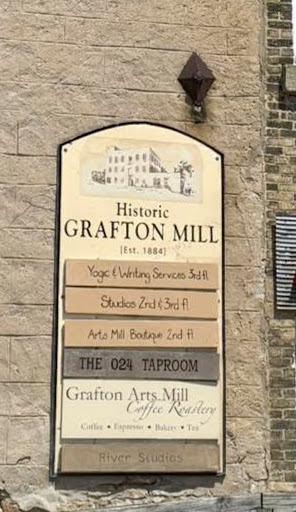 Historic
GRAFTON MILL
[Est. 1884]
Yogic & Writing Services 3rd fl
Studios 2nd & 3rd fl
Arts Mill Boutique 2nd fl
THE 024 TAPROOM
Grafton Arts Mill
Coffee Roastery
Coffee • Espresso • Bakery • Tea
River Studios